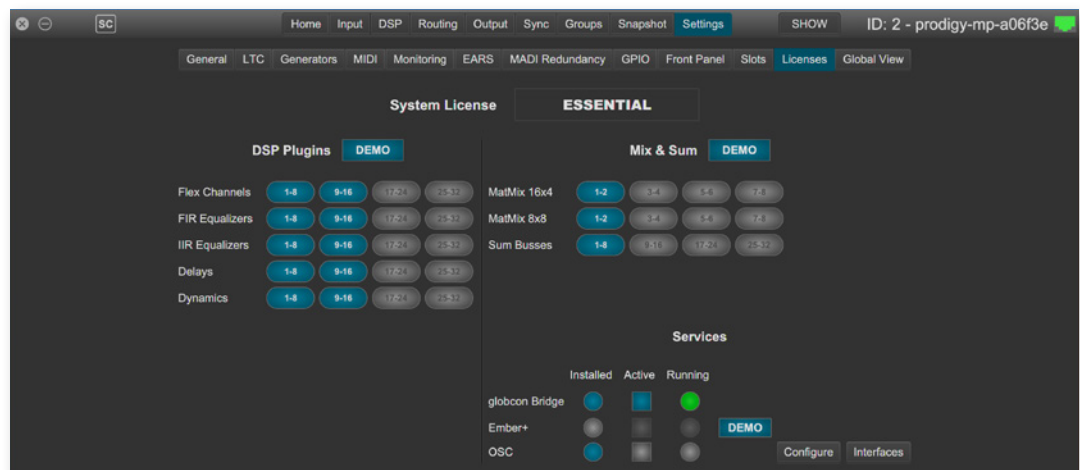 SC Home Input DSP Routing Output Sync Groups Snapshot Settings SHOW ID: 2 - prodigy-mp-a06f3e
General LTC Generators MIDI Monitoring EARS MADI Redundancy GPIO Front Panel Slots Licenses Global View
System License ESSENTIAL
DSP Plugins DEMO
Flex Channels 1-8 9-16 17-24 25-32
FIR Equalizers 1-8 9-16 17-24 25-32
IIR Equalizers 1-8 9-16 17-24 25-32
Delays 1-8 9-16 17-24 25-32
Dynamics 1-8 9-16 17-24 25-32
Mix & Sum DEMO
MatMix 16x4 1-2 3-4 5-6 7-8
MatMix 8x8 1-2 3-4 5-6 7-8
Sum Busses 1-8 9-16 17-24 25-32
Services
Installed Active Running
globcon Bridge
Ember+ DEMO
OSC Configure Interfaces